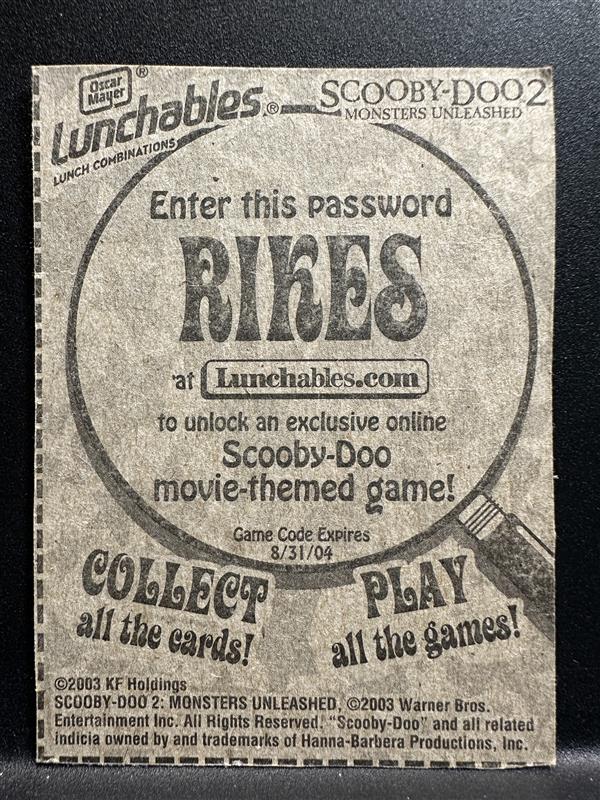 Oscar Mayer ®
Lunchables®
LUNCH COMBINATIONS
SCOOBY-DOO 2
MONSTERS UNLEASHED
Enter this password
RIKES
at Lunchables.com
to unlock an exclusive online
Scooby-Doo
movie-themed game!
Game Code Expires
8/31/04
COLLECT
all the cards!
PLAY
all the games!
©2003 KF Holdings
SCOOBY-DOO 2: MONSTERS UNLEASHED, ©2003 Warner Bros.
Entertainment Inc. All Rights Reserved. "Scooby-Doo" and all related
indicia owned by and trademarks of Hanna-Barbera Productions, Inc.